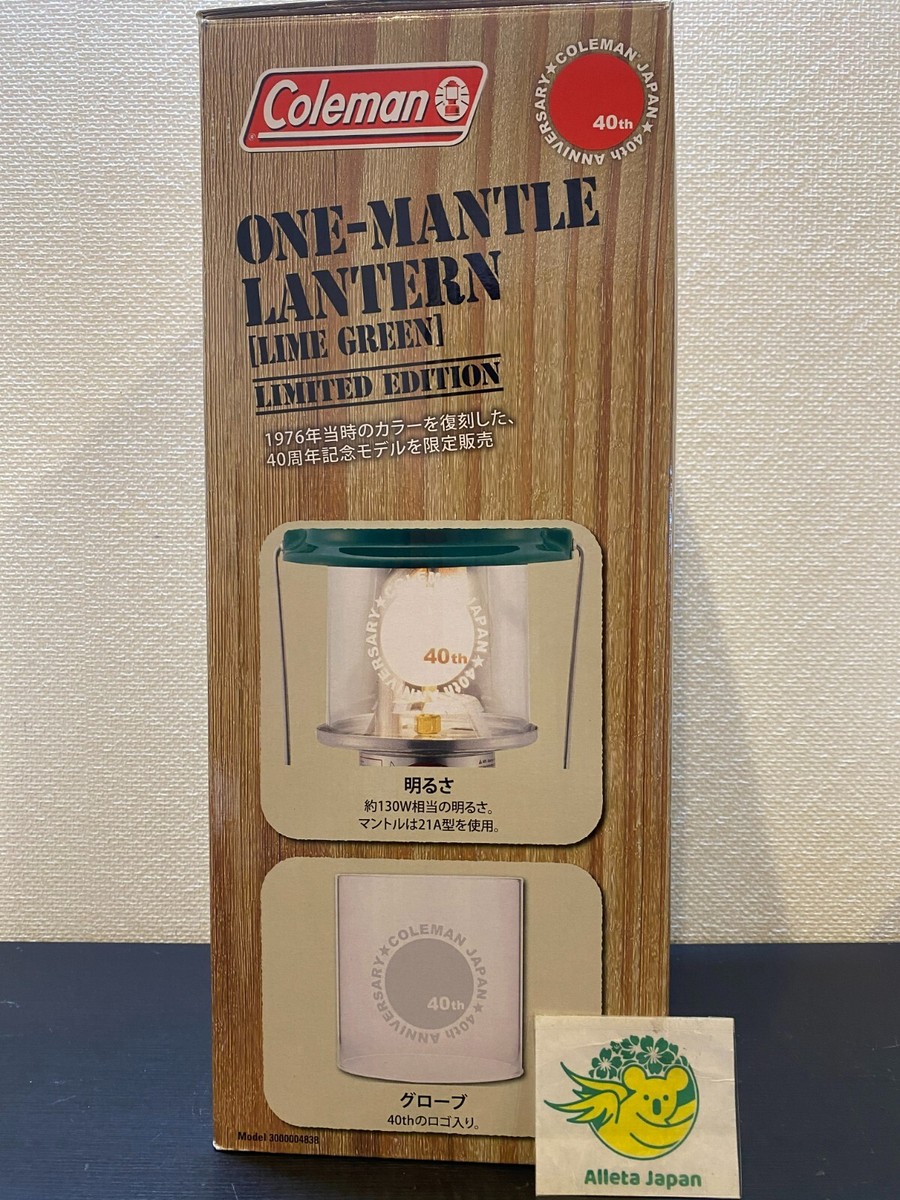 Coleman
COLEMAN JAPAN★40th ANNIVERSARY★
40th
ONE-MANTLE
LANTERN
[LIME GREEN]
LIMITED EDITION
1976年当時のカラーを復刻した、
40周年記念モデルを限定販売
COLEMAN JAPAN★40th ANNIVERSARY★
40th
明るさ
約130W相当の明るさ。
マントルは21A型を使用。
COLEMAN JAPAN★40th ANNIVERSARY★
40th
グローブ
40thのロゴ入り。
Model 3000004838
Alleta Japan